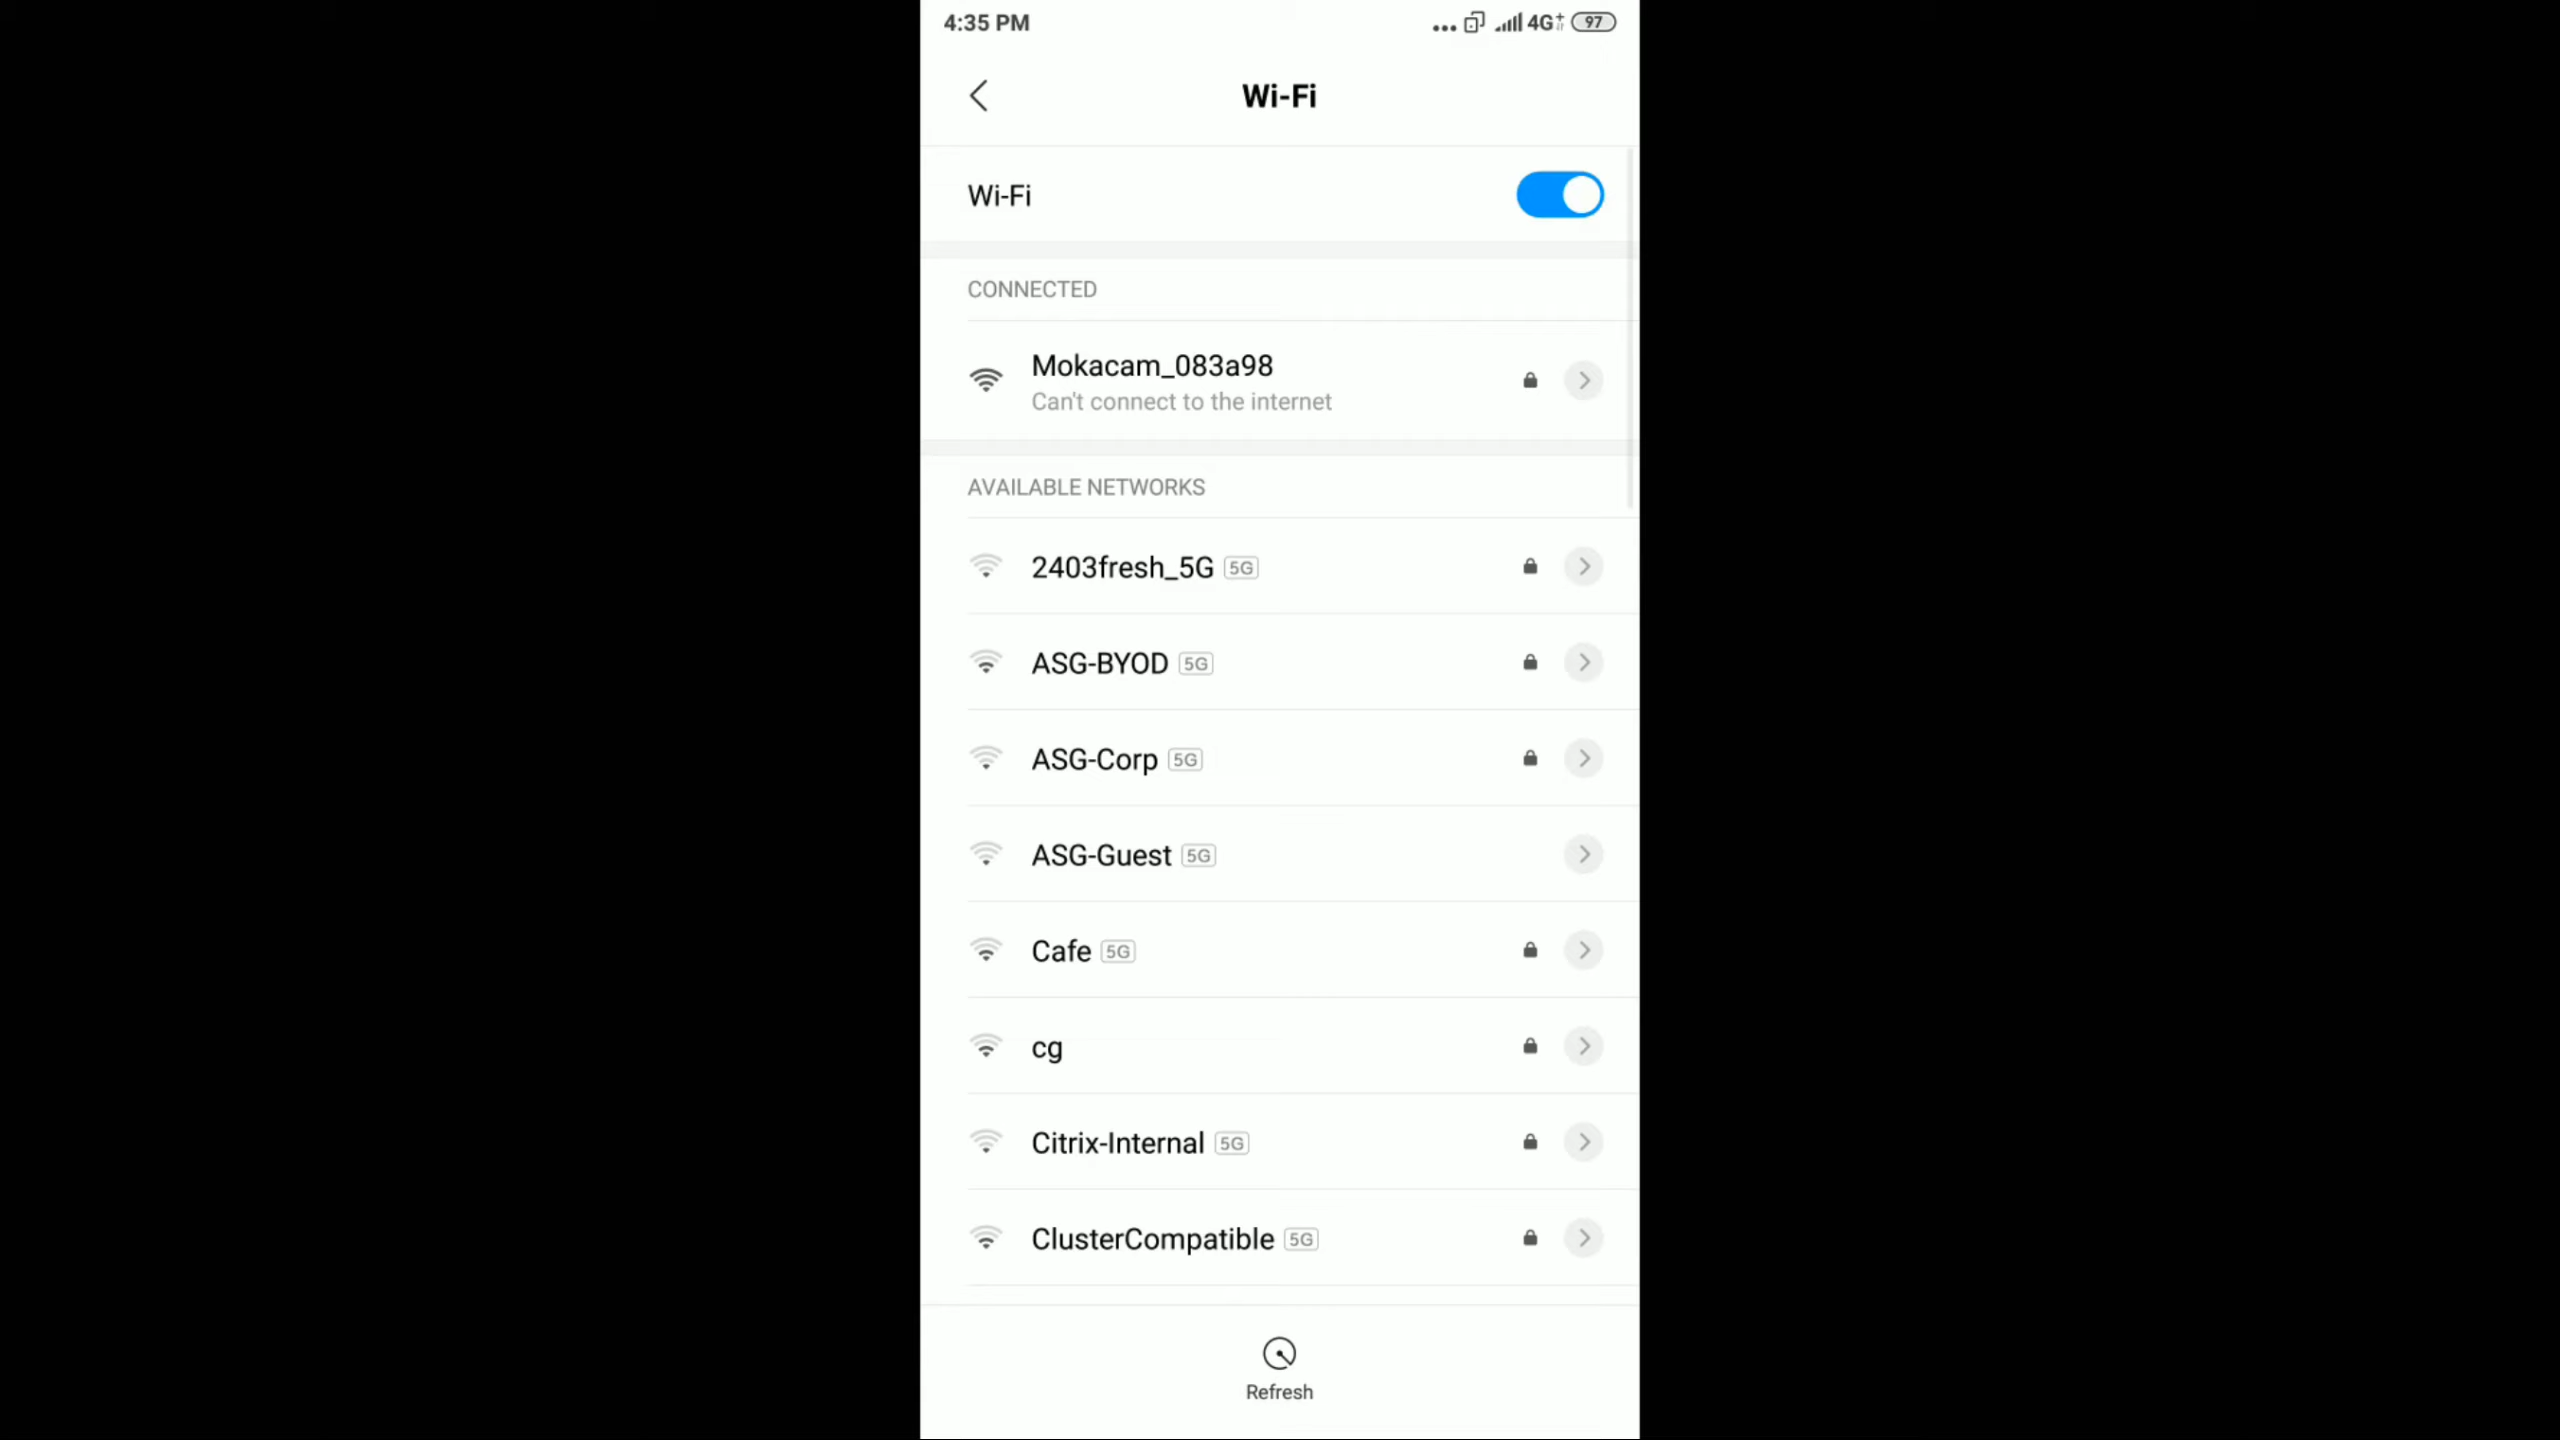 4:35 PM ... 4G+ 97
Wi-Fi
Wi-Fi
CONNECTED
Mokacam_083a98
Can't connect to the internet
AVAILABLE NETWORKS
2403fresh_5G 5G
ASG-BYOD 5G
ASG-Corp 5G
ASG-Guest 5G
Cafe 5G
cg
Citrix-Internal 5G
ClusterCompatible 5G
Refresh